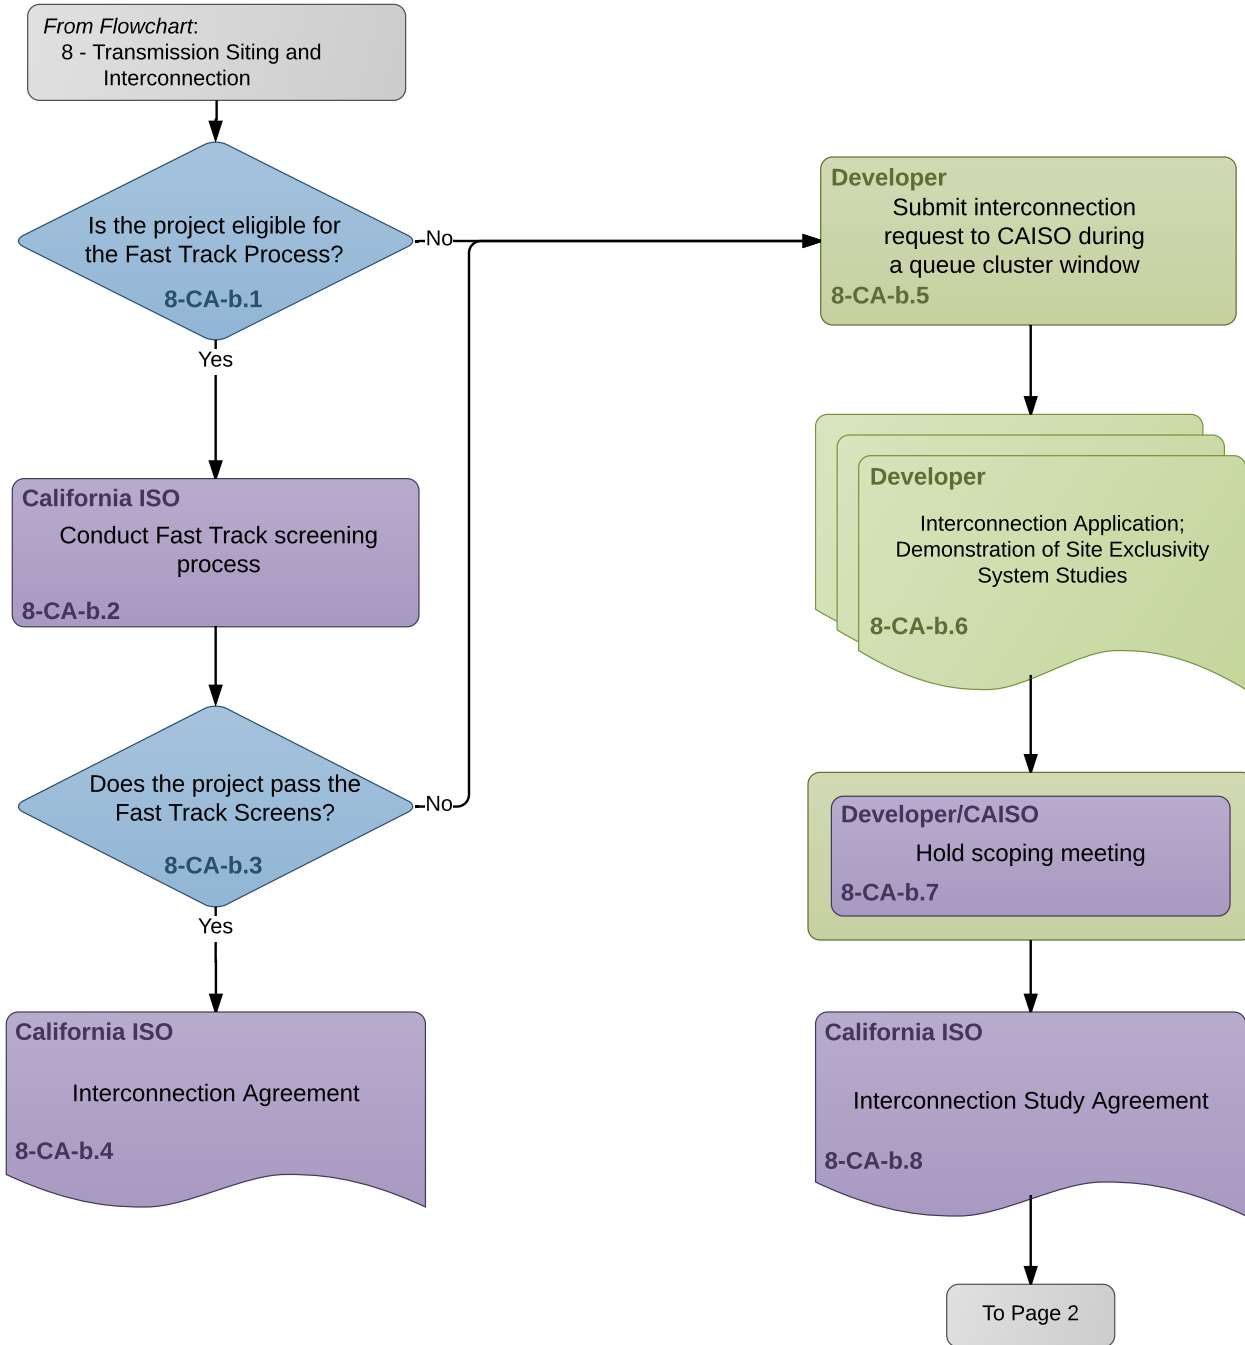 From Flowchart:
8 - Transmission Siting and
Interconnection
Is the project eligible for
the Fast Track Process?
8-CA-b.1
No
Yes
California ISO
Conduct Fast Track screening
process
8-CA-b.2
Does the project pass the
Fast Track Screens?
8-CA-b.3
No
Yes
California ISO
Interconnection Agreement
8-CA-b.4
Developer
Submit interconnection
request to CAISO during
a queue cluster window
8-CA-b.5
Developer
Interconnection Application;
Demonstration of Site Exclusivity
System Studies
8-CA-b.6
Developer/CAISO
Hold scoping meeting
8-CA-b.7
California ISO
Interconnection Study Agreement
8-CA-b.8
To Page 2